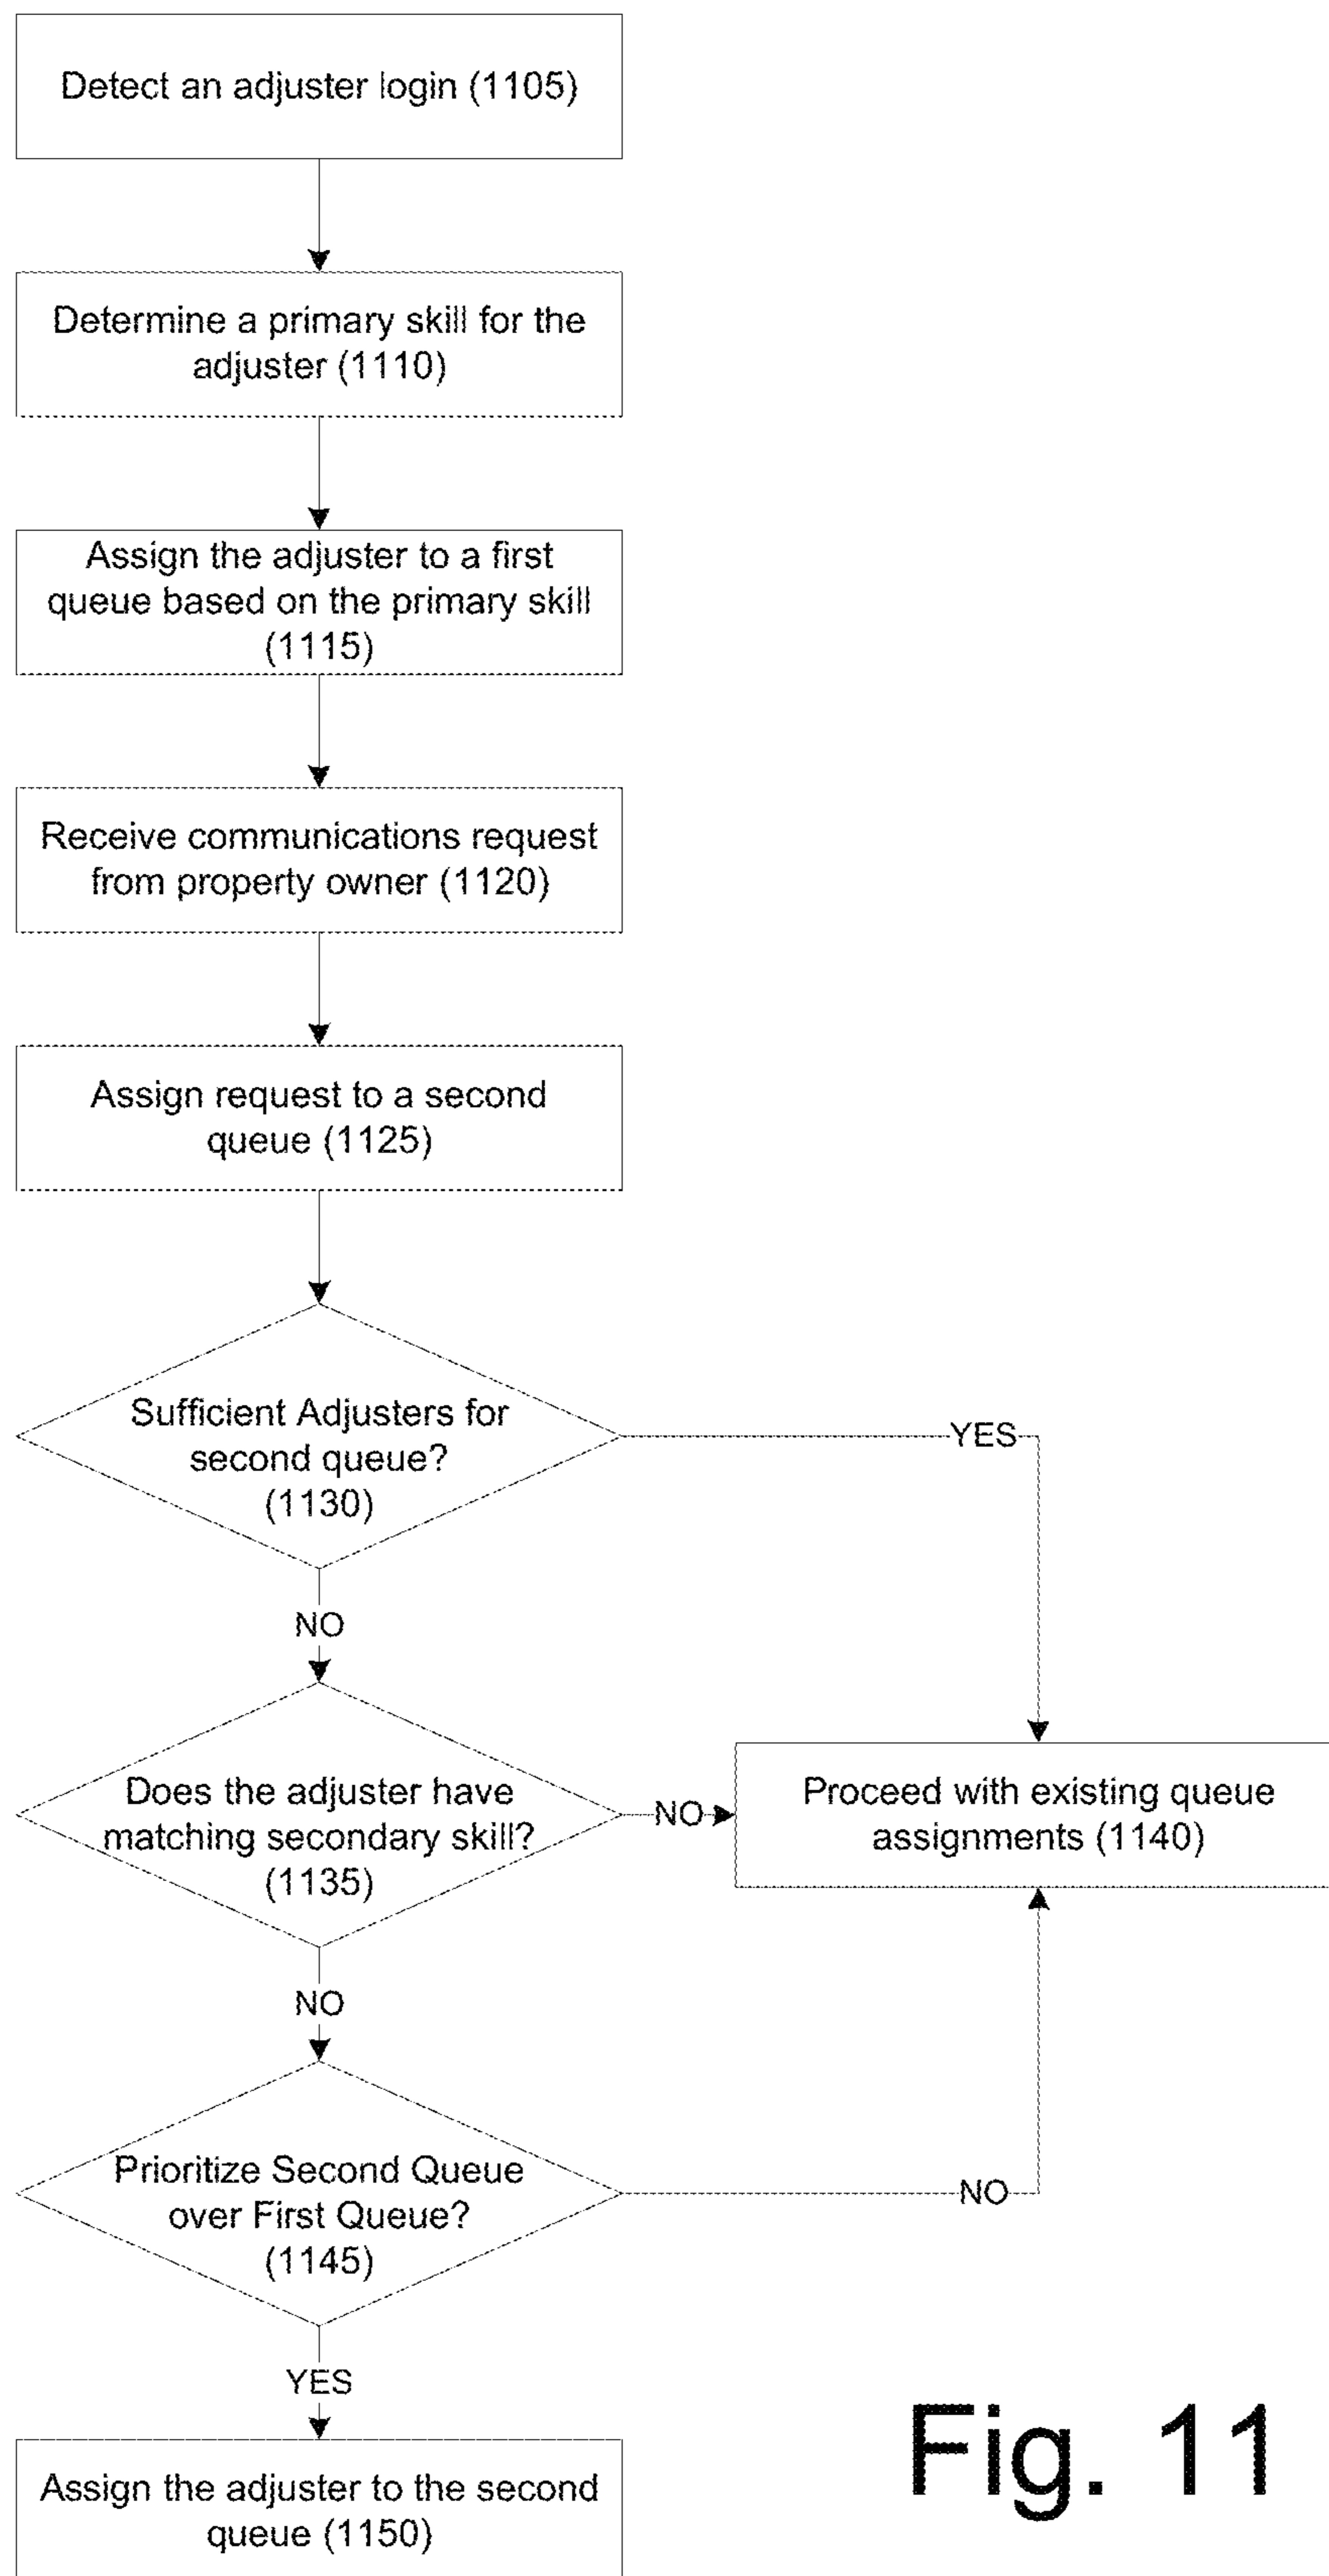 Detect an adjuster login (1105)
Determine a primary skill for the
adjuster (1110)
Assign the adjuster to a first
queue based on the primary skill
(1115)
Receive communications request
from property owner (1120)
Assign request to a second
queue (1125)
Sufficient Adjusters for
second queue?
(1130)
YES
NO
Does the adjuster have
matching secondary skill?
(1135)
NO
Proceed with existing queue
assignments (1140)
NO
Prioritize Second Queue
over First Queue?
(1145)
NO
YES
Assign the adjuster to the second
queue (1150)
Fig. 11